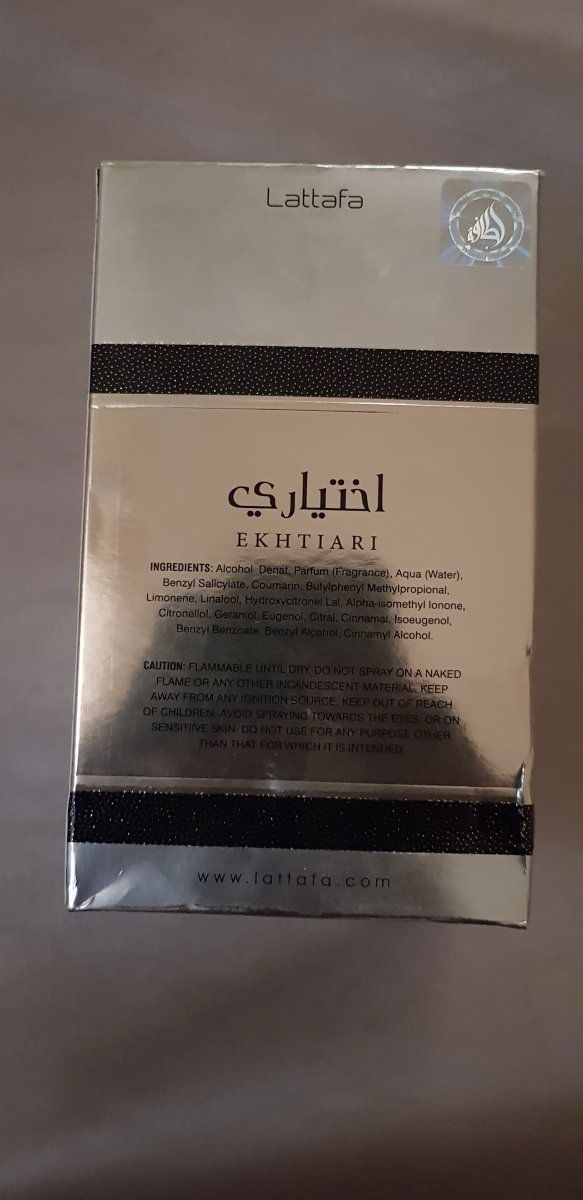 Lattafa
لطافة
اختياري
EKHTIARI
INGREDIENTS: Alcohol Denat, Parfum (Fragrance), Aqua (Water),
Benzyl Salicylate, Coumarin, Butylphenyl Methylpropional,
Limonene, Linalool, Hydroxycitronel Lal, Alpha-isomethyl Ionone,
Citronellol, Geraniol, Eugenol, Citral, Cinnamal, Isoeugenol,
Benzyl Benzoate, Benzyl Alcohol, Cinnamyl Alcohol.
CAUTION: FLAMMABLE UNTIL DRY, DO NOT SPRAY ON A NAKED
FLAME OR ANY OTHER INCANDESCENT MATERIAL, KEEP
AWAY FROM ANY IGNITION SOURCE, KEEP OUT OF REACH
OF CHILDREN. AVOID SPRAYING TOWARDS THE EYES, OR ON
SENSITIVE SKIN. DO NOT USE FOR ANY PURPOSE OTHER
THAN THAT FOR WHICH IT IS INTENDED.
www.lattafa.com